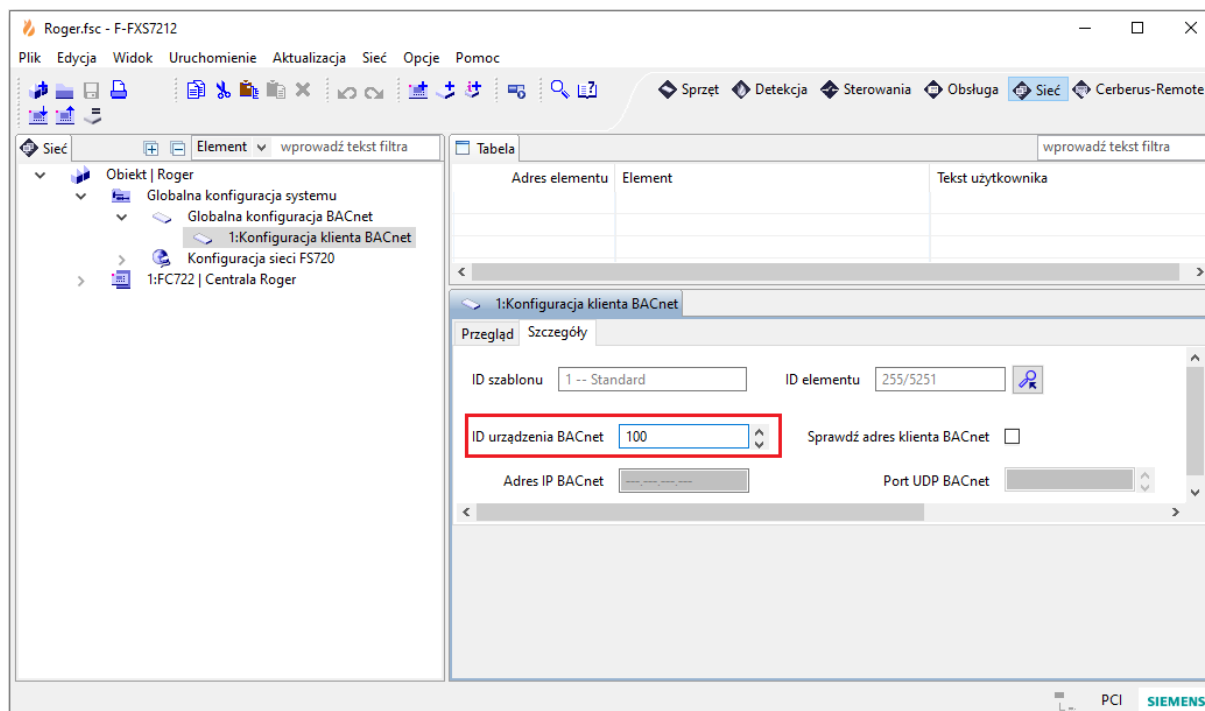 Roger.fsc - F-FXS7212
Plik Edycja Widok Uruchomienie Aktualizacja Sieć Opcje Pomoc
Sprzęt Detekcja Sterowania Obsługa Sieć Cerberus-Remote
Sieć Element wprowadź tekst filtra
Obiekt | Roger
Globalna konfiguracja systemu
Globalna konfiguracja BACnet
1:Konfiguracja klienta BACnet
Konfiguracja sieci FS720
1:FC722 | Centrala Roger
Tabela wprowadź tekst filtra
Adres elementu Element Tekst użytkownika
1:Konfiguracja klienta BACnet
Przegląd Szczegóły
ID szablonu 1 -- Standard ID elementu 255/5251
ID urządzenia BACnet 100 Sprawdź adres klienta BACnet
Adres IP BACnet ---.---.---.--- Port UDP BACnet
PCI SIEMENS